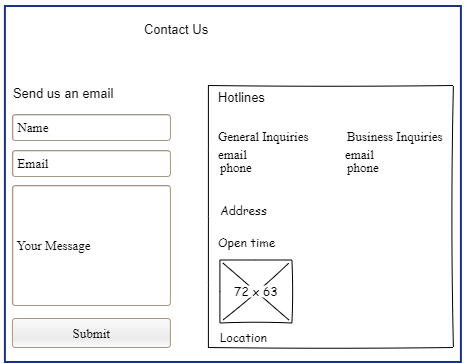 Contact Us
Send us an email
Name
Email
Your Message
Submit
Hotlines
General Inquiries
email
phone
Business Inquiries
email
phone
Address
Open time
72 x 63
Location